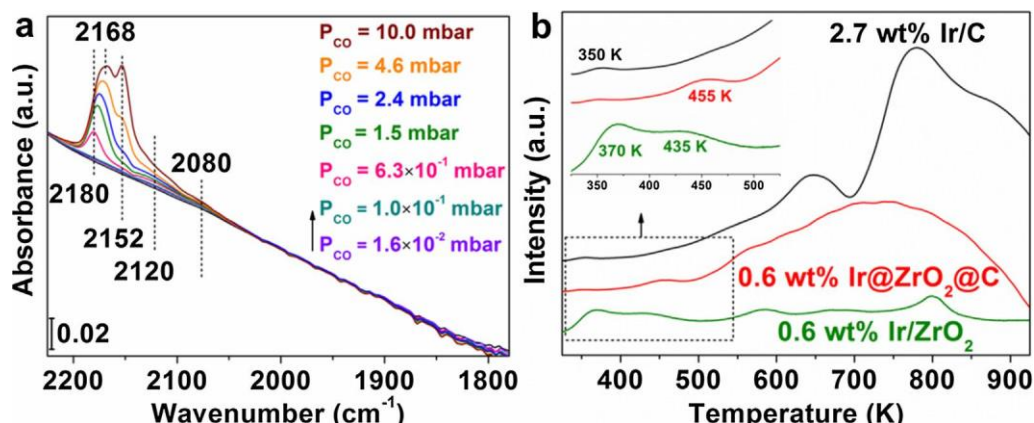 a
2168
2180
2152
2120
2080
P_CO = 10.0 mbar
P_CO = 4.6 mbar
P_CO = 2.4 mbar
P_CO = 1.5 mbar
P_CO = 6.3×10⁻¹ mbar
P_CO = 1.0×10⁻¹ mbar
P_CO = 1.6×10⁻² mbar
0.02
Absorbance (a.u.)
2200 2100 2000 1900 1800
Wavenumber (cm⁻¹)
b
2.7 wt% Ir/C
350 K
455 K
370 K 435 K
350 400 450 500
0.6 wt% Ir@ZrO₂@C
0.6 wt% Ir/ZrO₂
Intensity (a.u.)
400 500 600 700 800 900
Temperature (K)